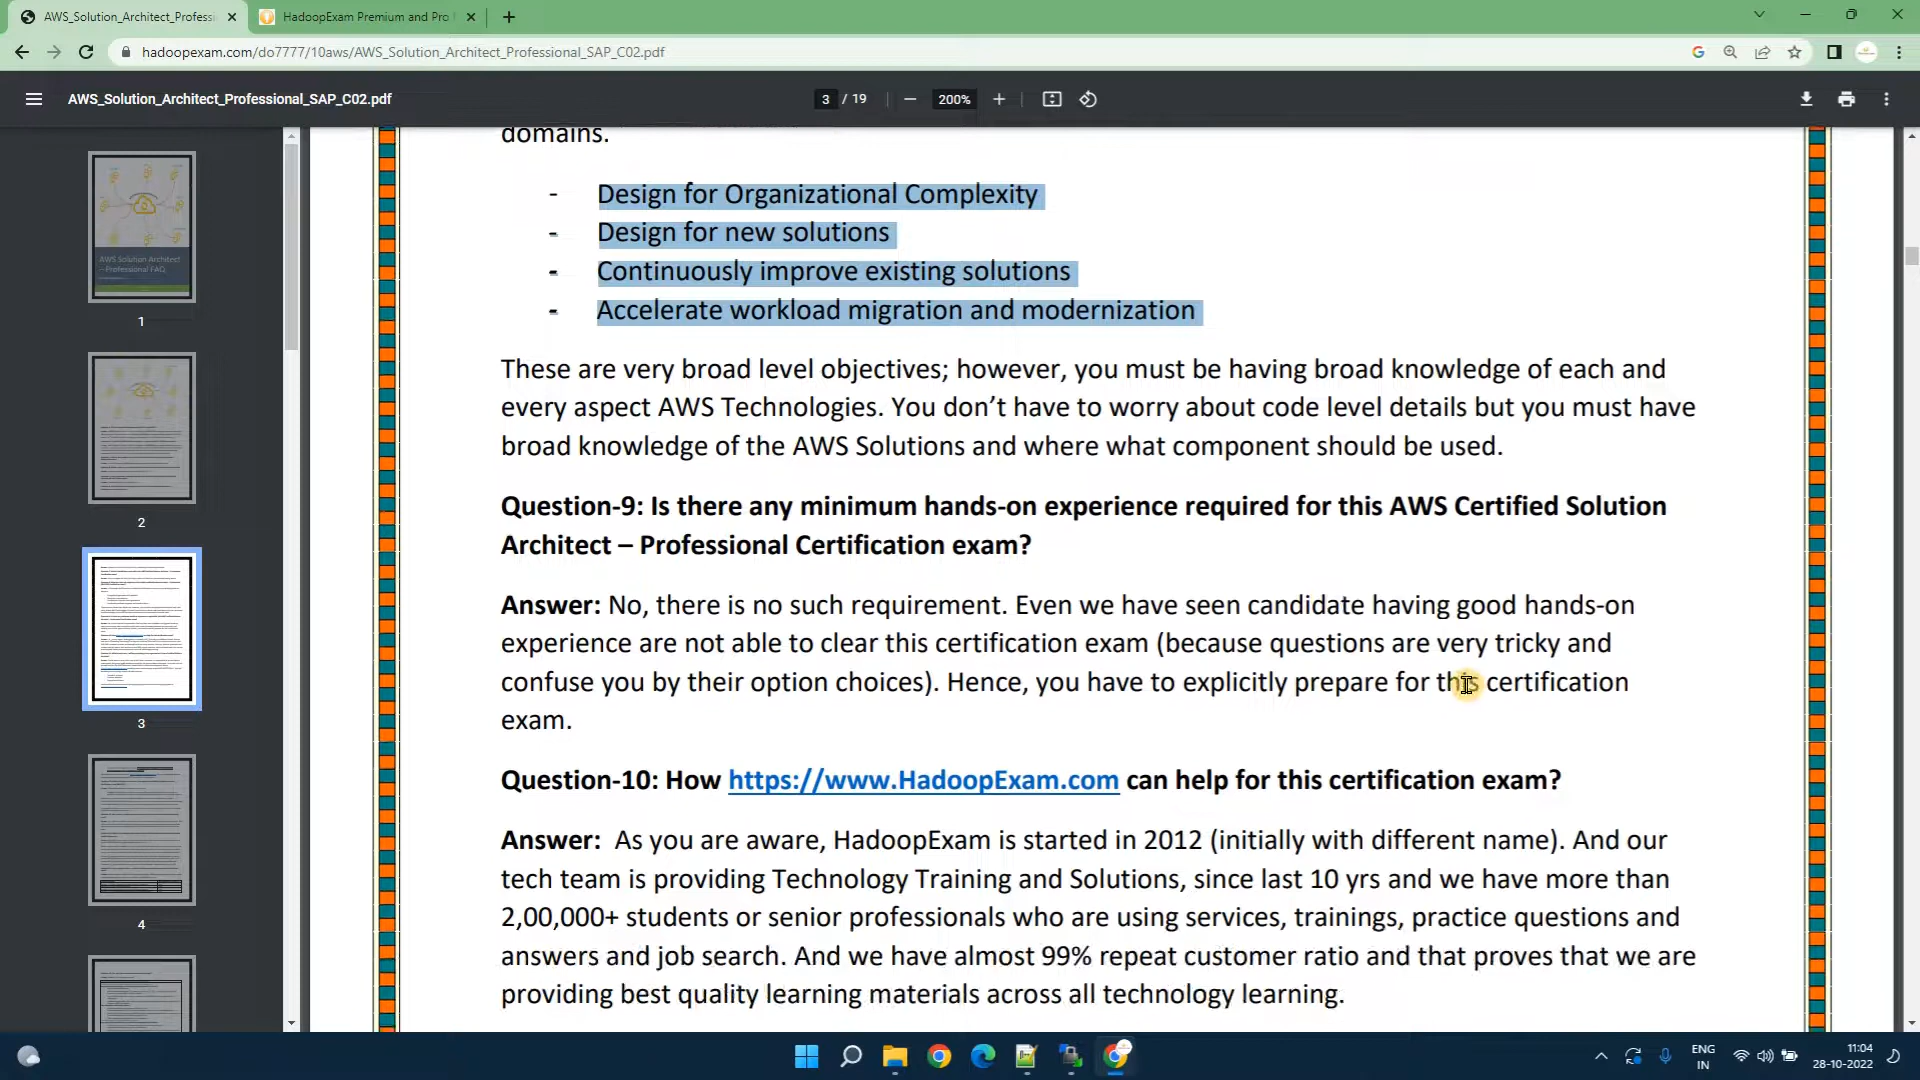 AWS_Solution_Architect_Professi
HadoopExam Premium and Pro
hadoopexam.com/do7777/10aws/AWS_Solution_Architect_Professional_SAP_C02.pdf
AWS_Solution_Architect_Professional_SAP_C02.pdf
3 / 19
200%
domains.
- Design for Organizational Complexity
- Design for new solutions
- Continuously improve existing solutions
- Accelerate workload migration and modernization
These are very broad level objectives; however, you must be having broad knowledge of each and
every aspect AWS Technologies. You don’t have to worry about code level details but you must have
broad knowledge of the AWS Solutions and where what component should be used.
Question-9: Is there any minimum hands-on experience required for this AWS Certified Solution
Architect – Professional Certification exam?
Answer: No, there is no such requirement. Even we have seen candidate having good hands-on
experience are not able to clear this certification exam (because questions are very tricky and
confuse you by their option choices). Hence, you have to explicitly prepare for this certification
exam.
Question-10: How https://www.HadoopExam.com can help for this certification exam?
Answer: As you are aware, HadoopExam is started in 2012 (initially with different name). And our
tech team is providing Technology Training and Solutions, since last 10 yrs and we have more than
2,00,000+ students or senior professionals who are using services, trainings, practice questions and
answers and job search. And we have almost 99% repeat customer ratio and that proves that we are
providing best quality learning materials across all technology learning.
AWS Solution Architect
– Professional FAQ
1
2
3
4
ENG
IN
11:04
28-10-2022